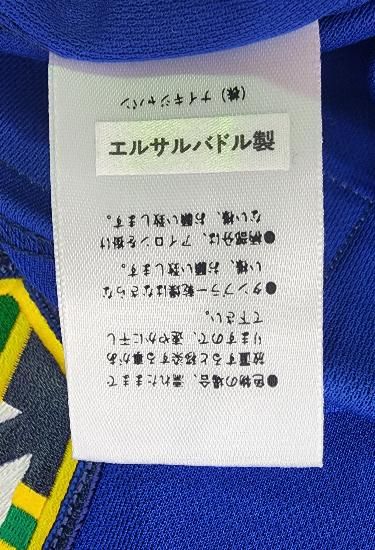 ●色物の場合、濡れたままで
放置すると移染する事があ
りますので、速やかに干し
て下さい。
●タンブラー乾燥はなさらな
い様、お願い致します。
●柄部分は、アイロンを掛け
ない様、お願い致します。
エルサルバドル製
(株)ナイキジャパン